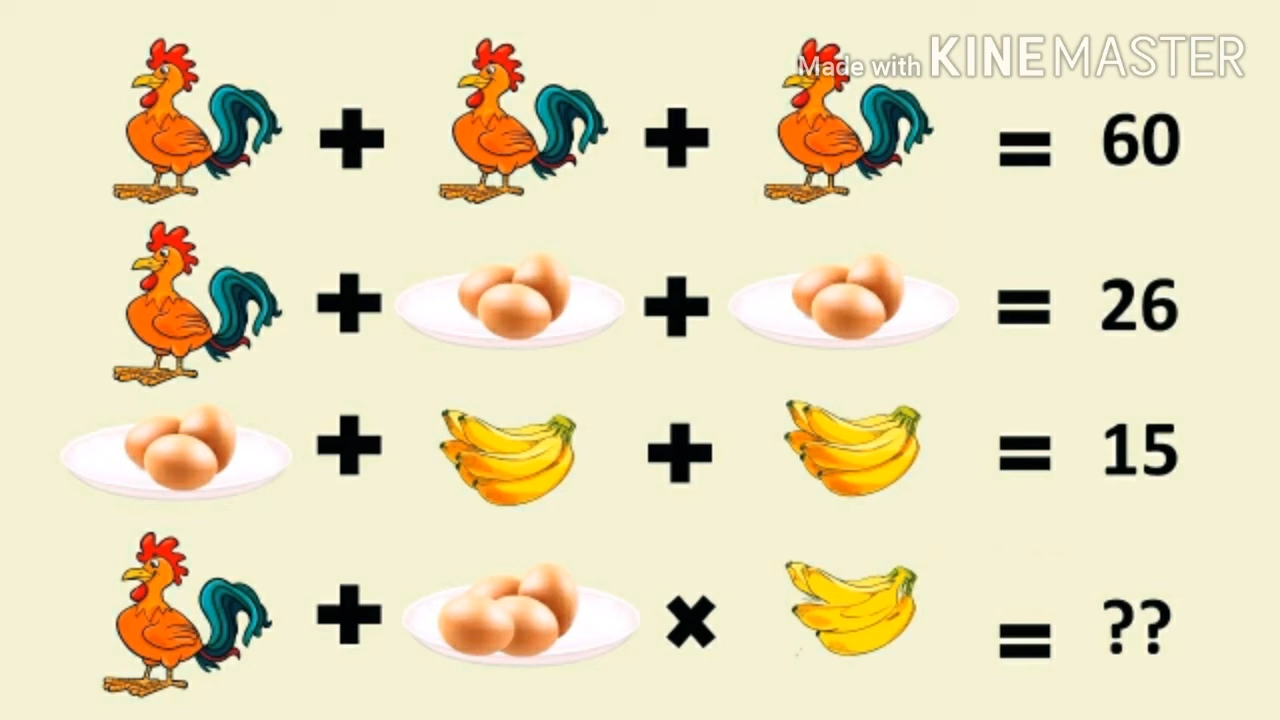 Made with KINEMASTER
+ + = 60
+ + = 26
+ + = 15
+ × = ??